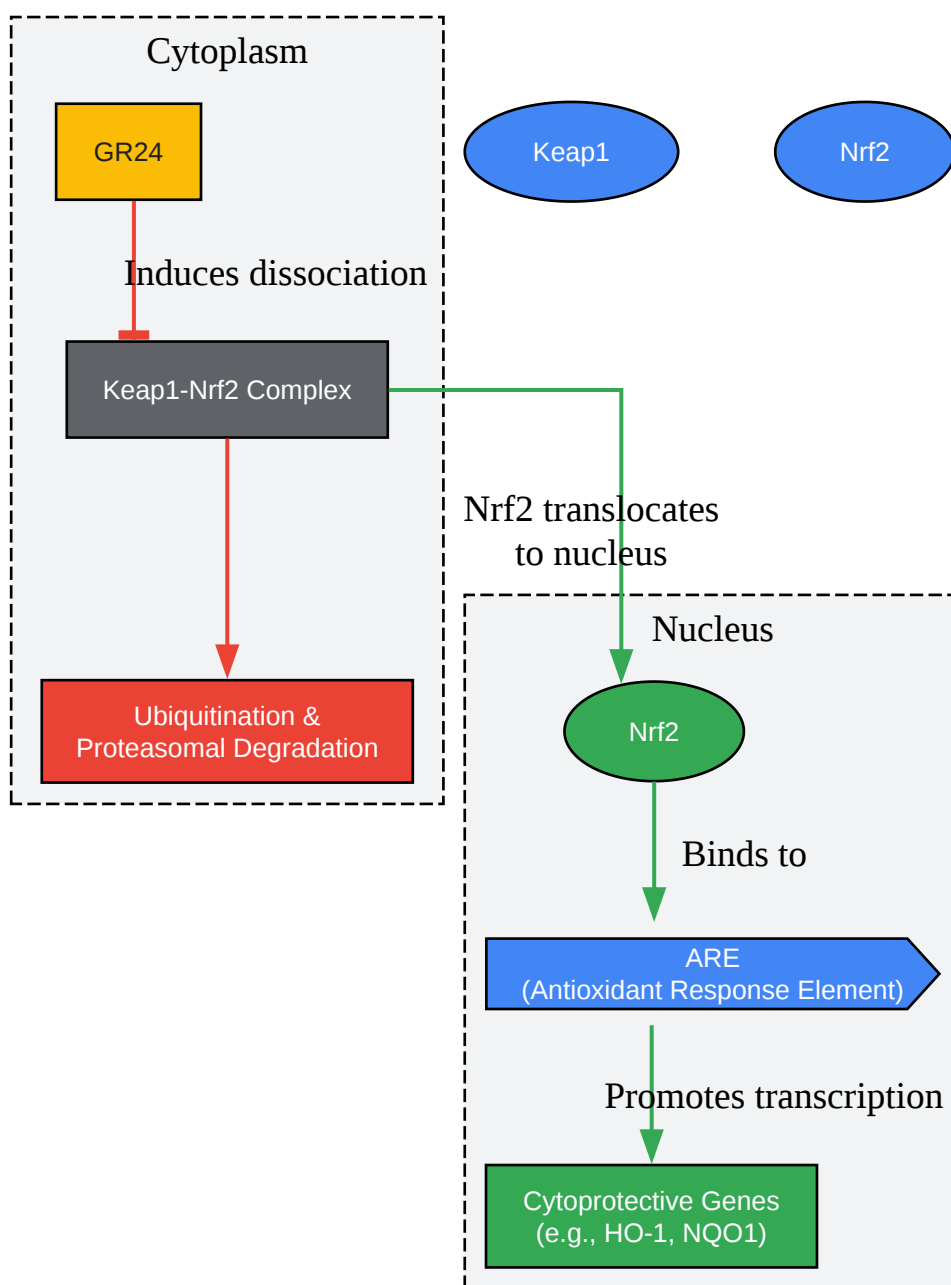 Cytoplasm
GR24
Keap1
Nrf2
Induces dissociation
Keap1-Nrf2 Complex
Nrf2 translocates
to nucleus
Nucleus
Ubiquitination &
Proteasomal Degradation
Nrf2
Binds to
ARE
(Antioxidant Response Element)
Promotes transcription
Cytoprotective Genes
(e.g., HO-1, NQO1)